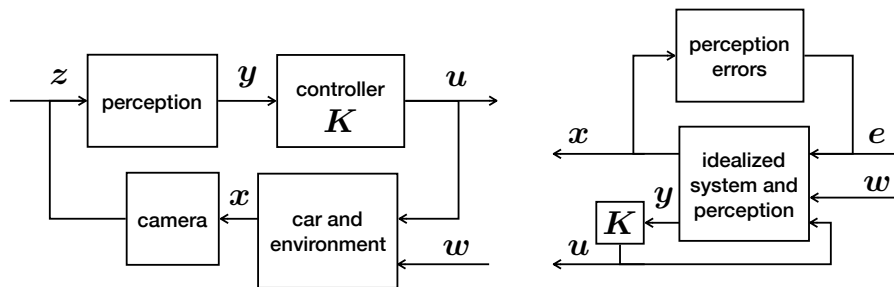 z
perception
y
controller
K
u
camera
x
car and
environment
w
perception
errors
x
idealized
system and
perception
e
w
y
K
u